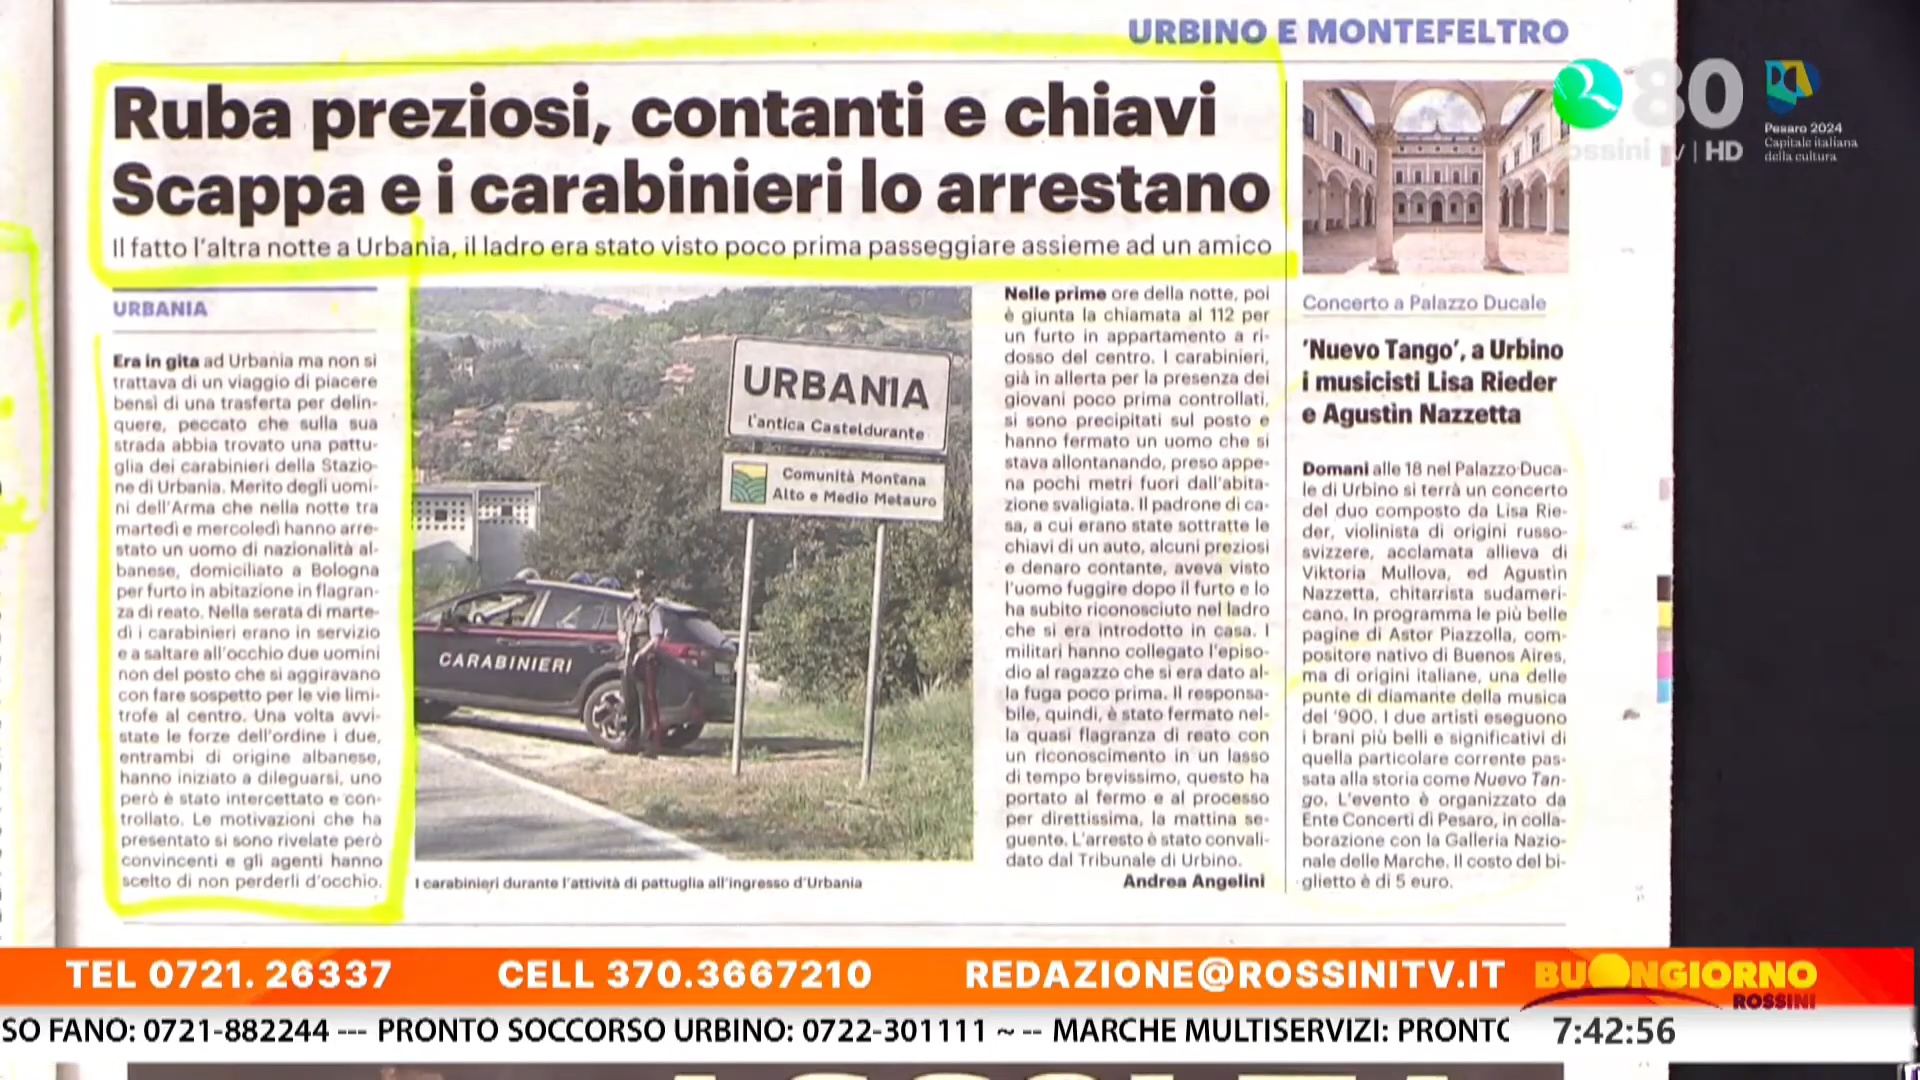 URBINO E MONTEFELTRO
Ruba preziosi, contanti e chiavi
Scappa e i carabinieri lo arrestano
Il fatto l'altra notte a Urbania, il ladro era stato visto poco prima passeggiare assieme ad un amico
URBANIA
Era in gita ad Urbania ma non si
trattava di un viaggio di piacere
bensì di una trasferta per delin-
quere, peccato che sulla sua
strada abbia trovato una pattu-
glia dei carabinieri della Stazio-
ne di Urbania. Merito degli uomi-
ni dell'Arma che nella notte tra
martedì e mercoledì hanno arre-
stato un uomo di nazionalità al-
banese, domiciliato a Bologna
per furto in abitazione in flagran-
za di reato. Nella serata di marte-
dì i carabinieri erano in servizio
e a saltare all'occhio due uomini
non del posto che si aggiravano
con fare sospetto per le vie limi-
trofe al centro. Una volta avvi-
state le forze dell'ordine i due,
entrambi di origine albanese,
hanno iniziato a dileguarsi, uno
però è stato intercettato e con-
trollato. Le motivazioni che ha
presentato si sono rivelate però
convincenti e gli agenti hanno
scelto di non perderli d'occhio.
URBANIA
L'antica Casteldurante
Comunità Montana
Alto e Medio Metauro
CARABINIERI
I carabinieri durante l'attività di pattuglia all'ingresso d'Urbania
Nelle prime ore della notte, poi
è giunta la chiamata al 112 per
un furto in appartamento a ri-
dosso del centro. I carabinieri,
già in allerta per la presenza dei
giovani poco prima controllati,
si sono precipitati sul posto e
hanno fermato un uomo che si
stava allontanando, preso appe-
na pochi metri fuori dall'abita-
zione svaligiata. Il padrone di ca-
sa, a cui erano state sottratte le
chiavi di un auto, alcuni preziosi
e denaro contante, aveva visto
l'uomo fuggire dopo il furto e lo
ha subito riconosciuto nel ladro
che si era introdotto in casa. I
militari hanno collegato l'episo-
dio al ragazzo che si era dato al-
la fuga poco prima. Il responsa-
bile, quindi, è stato fermato nel-
la quasi flagranza di reato con
un riconoscimento in un lasso
di tempo brevissimo, questo ha
portato al fermo e al processo
per direttissima, la mattina se-
guente. L'arresto è stato convali-
dato dal Tribunale di Urbino.
Andrea Angelini
Concerto a Palazzo Ducale
'Nuevo Tango', a Urbino
i musicisti Lisa Rieder
e Agustìn Nazzetta
Domani alle 18 nel Palazzo Duca-
le di Urbino si terrà un concerto
del duo composto da Lisa Rie-
der, violinista di origini russo-
svizzere, acclamata allieva di
Viktoria Mullova, ed Agustìn
Nazzetta, chitarrista sudameri-
cano. In programma le più belle
pagine di Astor Piazzolla, com-
positore nativo di Buenos Aires,
ma di origini italiane, una delle
punte di diamante della musica
del '900. I due artisti eseguono
i brani più belli e significativi di
quella particolare corrente pas-
sata alla storia come Nuevo Tan-
go. L'evento è organizzato da
Ente Concerti di Pesaro, in colla-
borazione con la Galleria Nazio-
nale delle Marche. Il costo del bi-
glietto è di 5 euro.
80
rossini tv | HD
Pesaro 2024
Capitale italiana
della cultura
TEL 0721. 26337 CELL 370.3667210 REDAZIONE@ROSSINITV.IT
BUONGIORNO
ROSSINI
SO FANO: 0721-882244 --- PRONTO SOCCORSO URBINO: 0722-301111 ~ -- MARCHE MULTISERVIZI: PRONTO
7:42:56